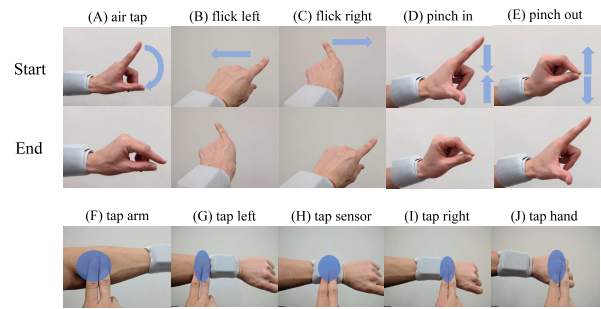 (A) air tap
(B) flick left
(C) flick right
(D) pinch in
(E) pinch out
Start
End
(F) tap arm
(G) tap left
(H) tap sensor
(I) tap right
(J) tap hand